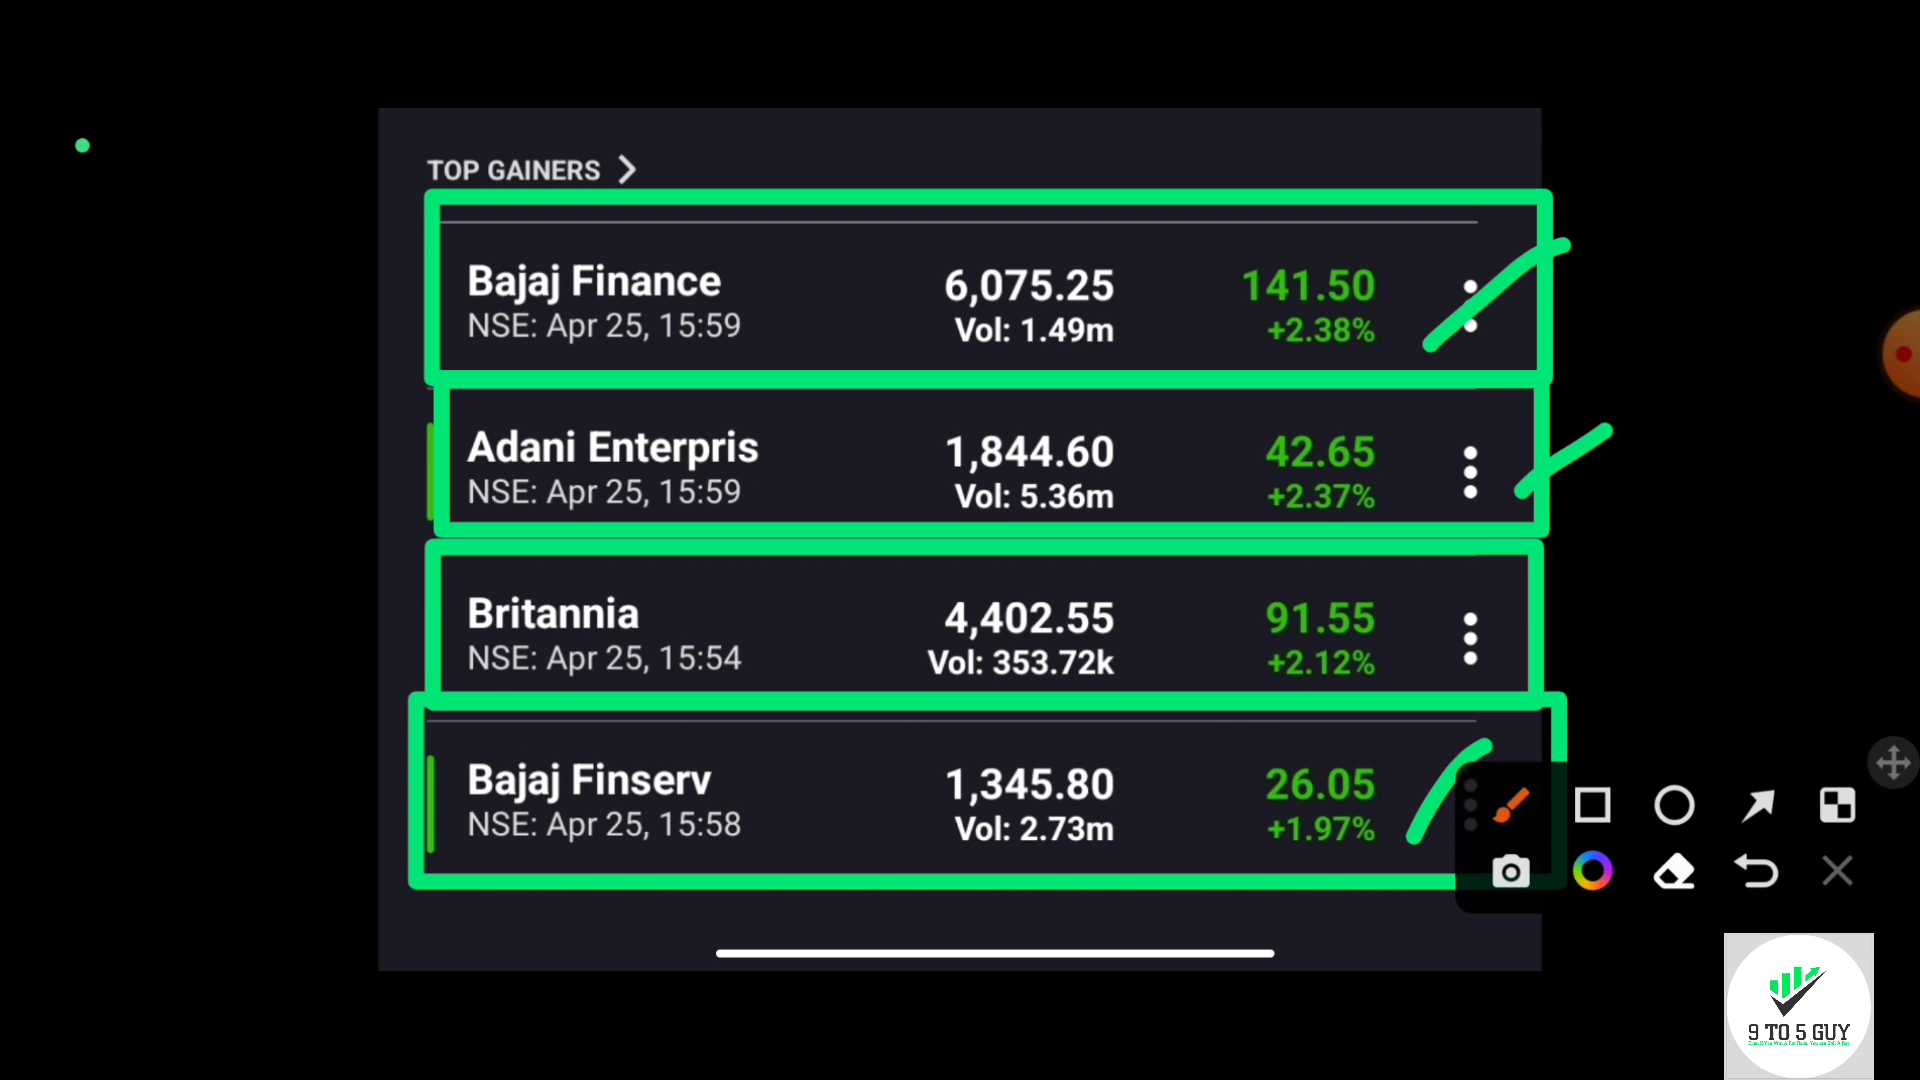 TOP GAINERS
Bajaj Finance 6,075.25 141.50
NSE: Apr 25, 15:59 Vol: 1.49m +2.38%
Adani Enterpris 1,844.60 42.65
NSE: Apr 25, 15:59 Vol: 5.36m +2.37%
Britannia 4,402.55 91.55
NSE: Apr 25, 15:54 Vol: 353.72k +2.12%
Bajaj Finserv 1,345.80 26.05
NSE: Apr 25, 15:58 Vol: 2.73m +1.97%
9 TO 5 GUY